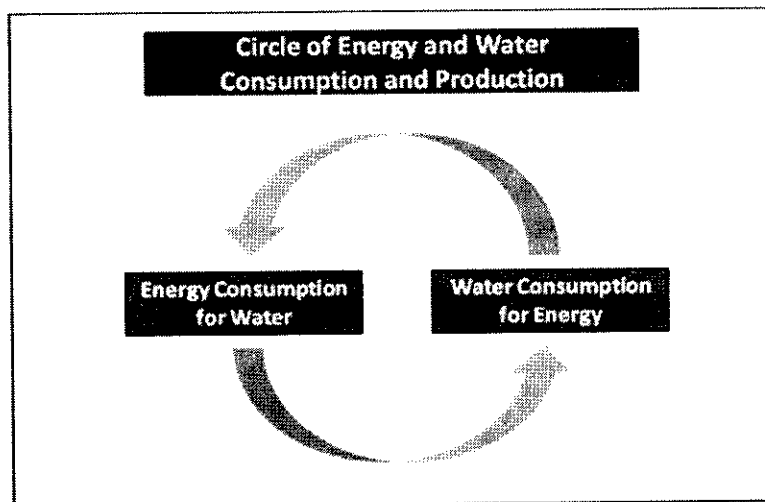 Circle of Energy and Water
Consumption and Production
Energy Consumption
for Water
Water Consumption
for Energy